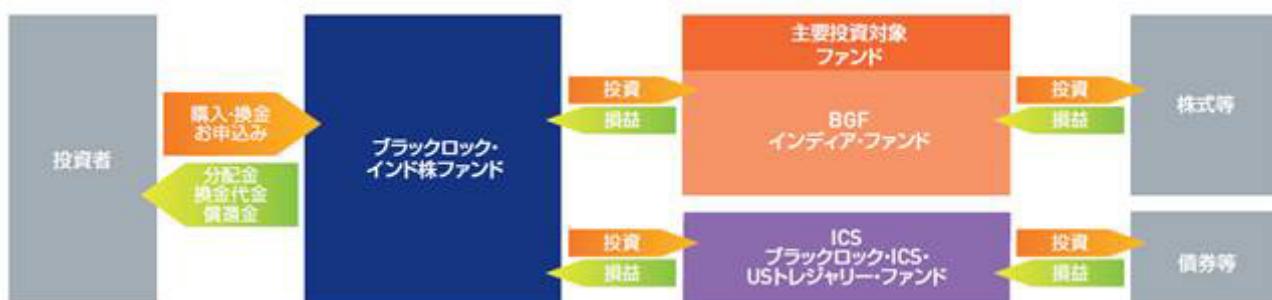 投資者
購入・換金
お申込み
分配金
換金代金
償還金
ブラックロック・
インド株ファンド
投資
損益
主要投資対象
ファンド
BGF
インディア・ファンド
投資
損益
株式等
投資
損益
ICS
ブラックロック・ICS・
USトレジャリー・ファンド
投資
損益
債券等